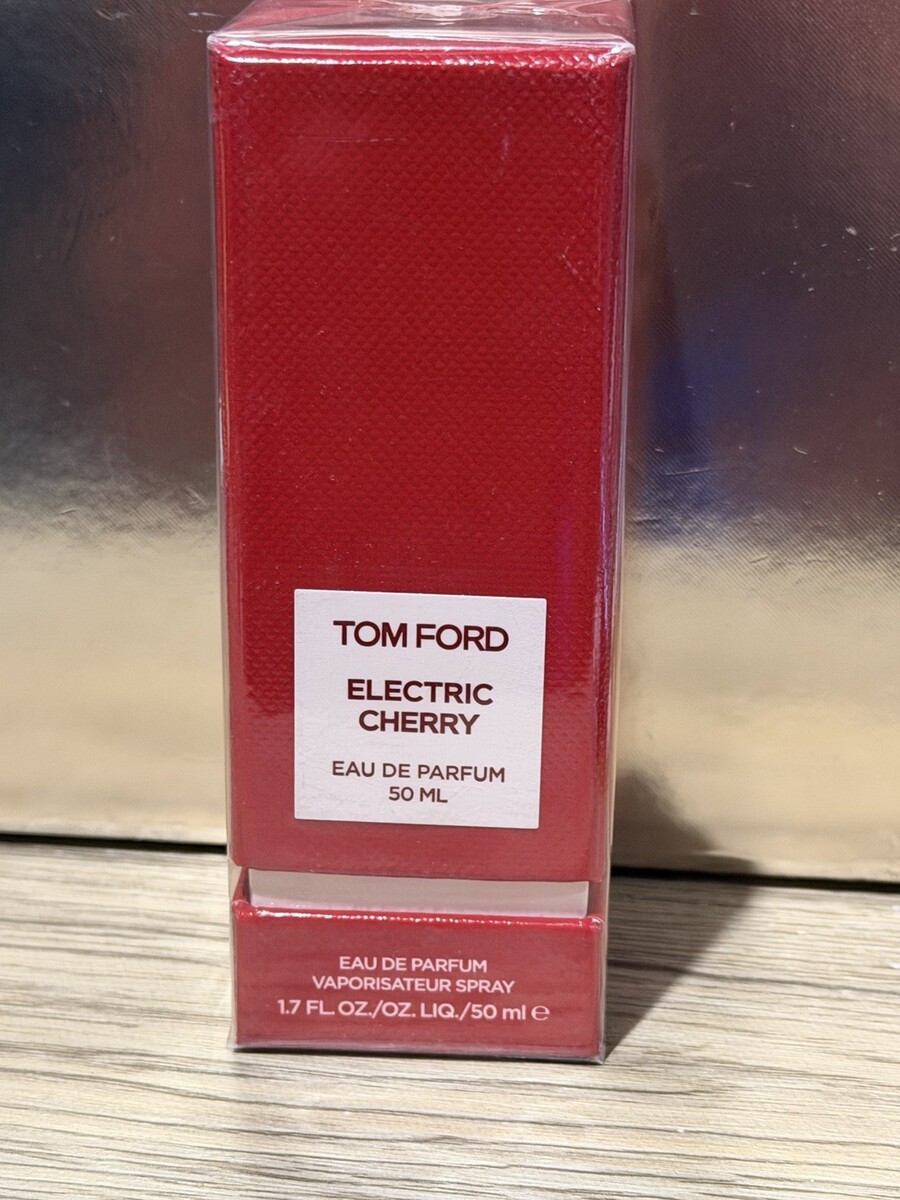 TOM FORD
ELECTRIC
CHERRY
EAU DE PARFUM
50 ML
EAU DE PARFUM
VAPORISATEUR SPRAY
1.7 FL. OZ./OZ. LIQ./50 ml ℮